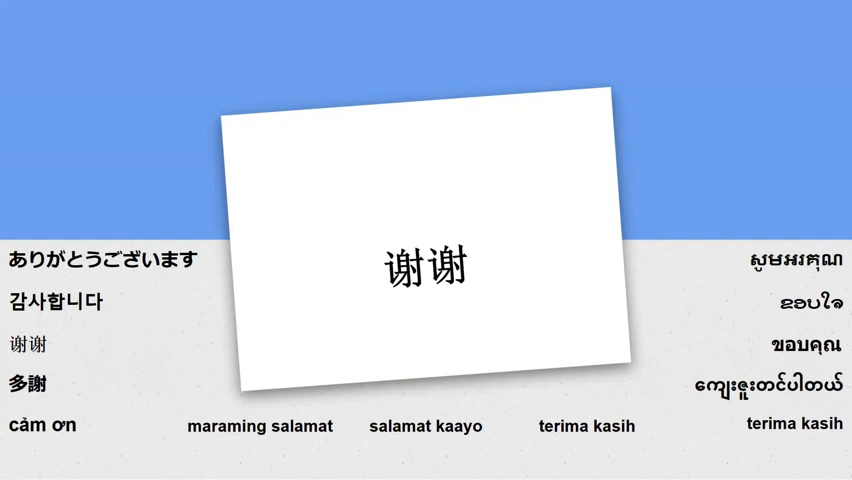 谢谢
ありがとうございます
감사합니다
谢谢
多謝
cảm ơn
maraming salamat
salamat kaayo
terima kasih
សូមអរគុណ
ຂອບໃຈ
ขอบคุณ
ကျေးဇူးတင်ပါတယ်
terima kasih